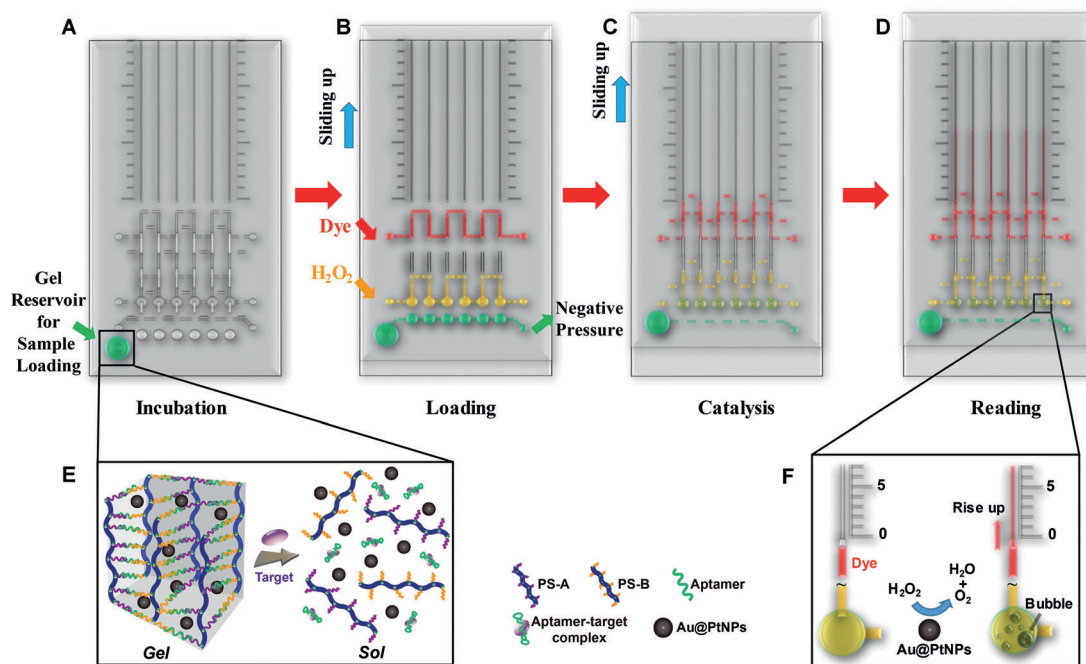 A
B
C
D
Sliding up
Sliding up
Dye
H2O2
Gel
Reservoir
for
Sample
Loading
Negative
Pressure
Incubation
Loading
Catalysis
Reading
E
Target
Gel
Sol
PS-A
PS-B
Aptamer
Aptamer-target
complex
Au@PtNPs
F
5
0
Dye
Rise up
5
0
H2O2
H2O
+
O2
Au@PtNPs
Bubble
~
~